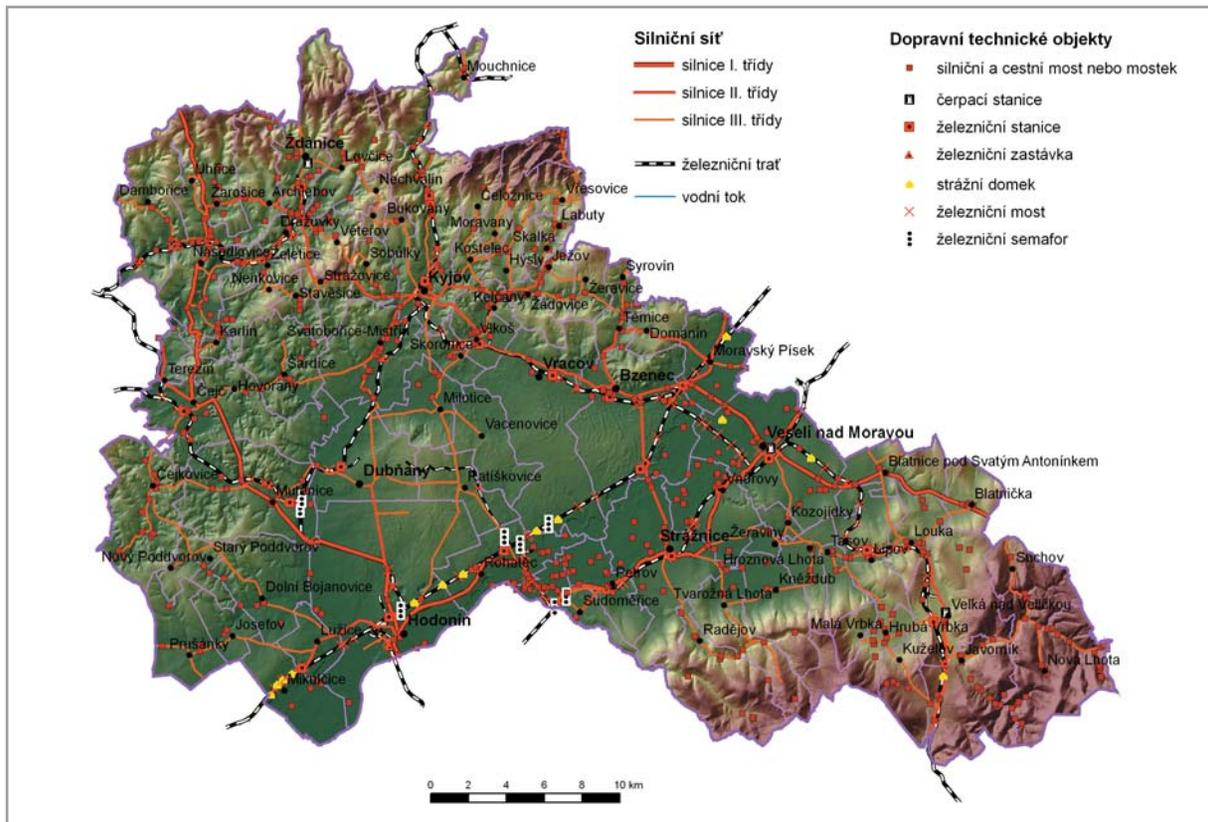 Silniční síť
silnice I. třídy
silnice II. třídy
silnice III. třídy
železniční trať
vodní tok
Dopravní technické objekty
silniční a cestní most nebo mostek
čerpací stanice
železniční stanice
železniční zastávka
strážní domek
železniční most
železniční semafor
Mouchnice
Ždánice
Lovčice
Uhřice
Nechvalín
Dambořice
Žarošice
Archlebov
Bukovany
Celožnice
Vřesovice
Labuty
Dražůvky
Věteřov
Moravany
Skalka
Násedlovice
Želetice
Sobůlky
Kostelec
Hýsly
Ježov
Nenkovice
Strážovice
Kyjov
Syrovín
Stavěšice
Kelčany
Žádovice
Žeravice
Karlín
Svatobořice-Mistřín
Vlkoš
Těmice
Domanín
Skoronice
Moravský Písek
Terezín
Šardice
Vracov
Bzenec
Čejč
Hovorany
Milotice
Vacenovice
Veselí nad Moravou
Čejkovice
Dubňany
Ratíškovice
Blatnice pod Svatým Antonínkem
Mutěnice
Vnorovy
Blatnička
Kozojídky
Starý Poddvorov
Strážnice
Žeraviny
Louka
Nový Poddvorov
Tasov
Lipov
Suchov
Rohatec
Hroznová Lhota
Dolní Bojanovice
Petrov
Kněždub
Sudoměřice
Tvarožná Lhota
Velká nad Veličkou
Hodonín
Malá Vrbka
Hrubá Vrbka
Josefov
Lužice
Radějov
Prušánky
Kuželov
Javorník
Nová Lhota
Mikulčice
0 2 4 6 8 10 km